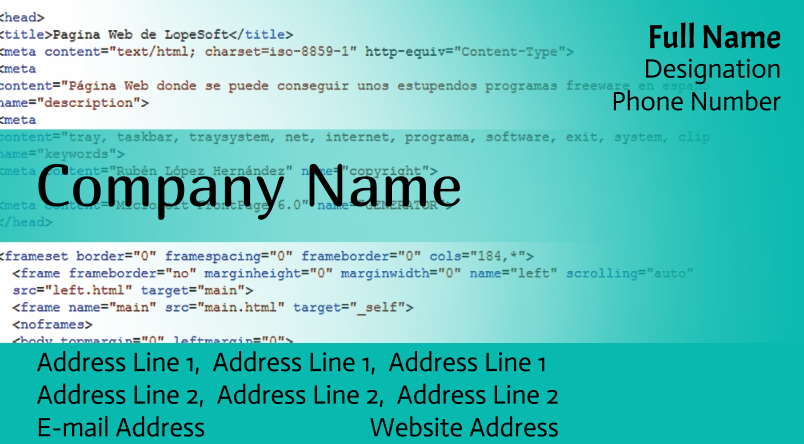 <head>
<title>Pagina Web de LopeSoft</title>
<meta content="text/html; charset=iso-8859-1" http-equiv="Content-Type">
<meta
content="Página Web donde se puede conseguir unos estupendos programas freeware en español
name="description">
<meta
content="tray, taskbar, traysystem, net, internet, programa, software, exit, system, clip
name="keywords">
<meta content="Rubén López Hernández" name="copyright">
<meta content="Microsoft FrontPage 6.0" name="GENERATOR">
</head>
Full Name
Designation
Phone Number
Company Name
<frameset border="0" framespacing="0" frameborder="0" cols="184,*">
<frame frameborder="no" marginheight="0" marginwidth="0" name="left" scrolling="auto"
src="left.html" target="main">
<frame name="main" src="main.html" target="_self">
<noframes>
<body topmargin="0" leftmargin="0">
Address Line 1, Address Line 1, Address Line 1
Address Line 2, Address Line 2, Address Line 2
E-mail Address Website Address